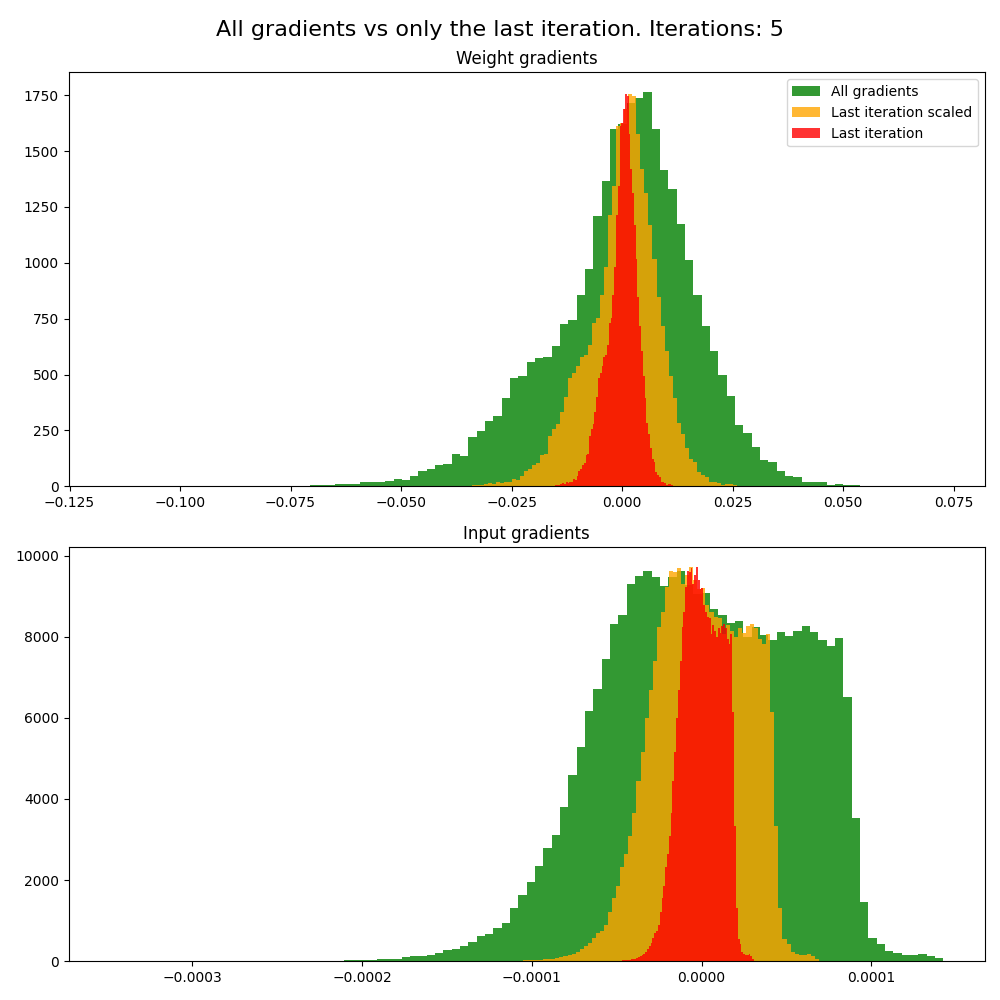 All gradients vs only the last iteration. Iterations: 5
Weight gradients
1750
1500
1250
1000
750
500
250
0
−0.125 −0.100 −0.075 −0.050 −0.025 0.000 0.025 0.050 0.075
All gradients
Last iteration scaled
Last iteration
Input gradients
10000
8000
6000
4000
2000
0
−0.0003 −0.0002 −0.0001 0.0000 0.0001